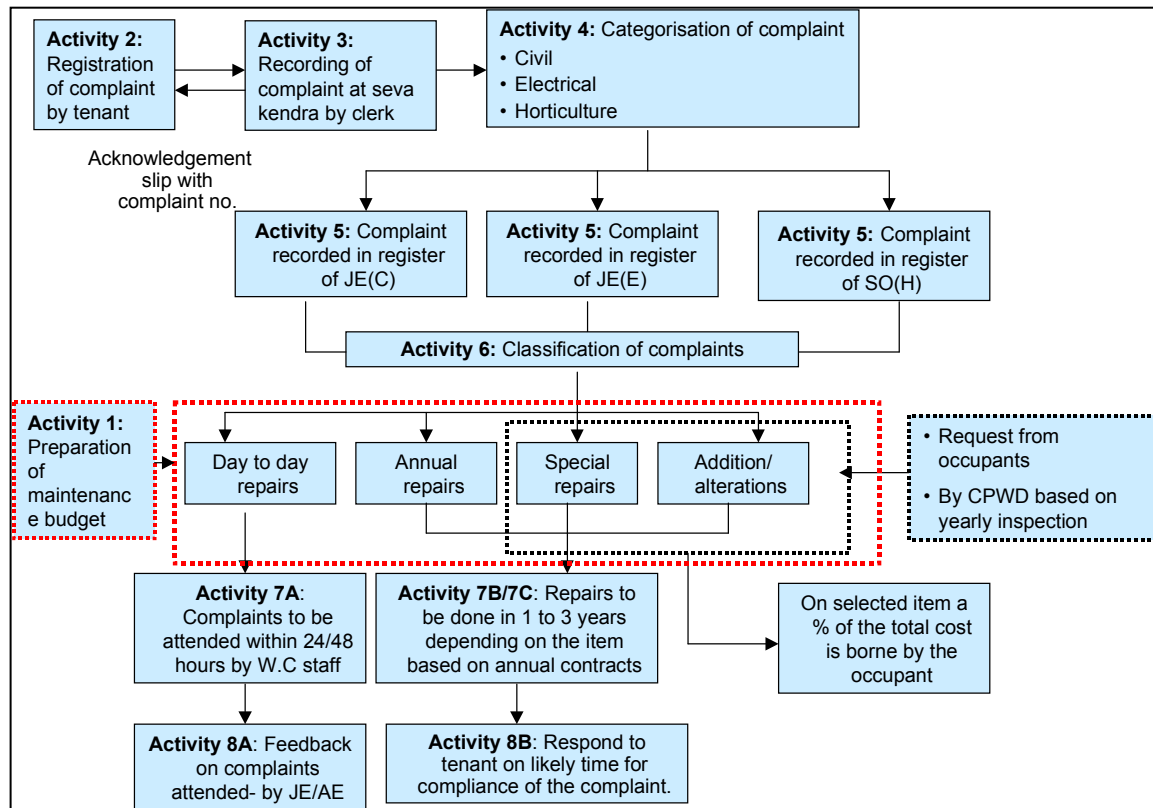 Activity 2:
Registration
of complaint
by tenant
Activity 3:
Recording of
complaint at seva
kendra by clerk
Activity 4: Categorisation of complaint
• Civil
• Electrical
• Horticulture
Acknowledgement
slip with
complaint no.
Activity 5: Complaint
recorded in register
of JE(C)
Activity 5: Complaint
recorded in register
of JE(E)
Activity 5: Complaint
recorded in register
of SO(H)
Activity 6: Classification of complaints
Activity 1:
Preparation
of
maintenanc
e budget
Day to day
repairs
Annual
repairs
Special
repairs
Addition/
alterations
• Request from
occupants
• By CPWD based on
yearly inspection
Activity 7A:
Complaints to be
attended within 24/48
hours by W.C staff
Activity 7B/7C: Repairs to
be done in 1 to 3 years
depending on the item
based on annual contracts
On selected item a
% of the total cost
is borne by the
occupant
Activity 8A: Feedback
on complaints
attended- by JE/AE
Activity 8B: Respond to
tenant on likely time for
compliance of the complaint.